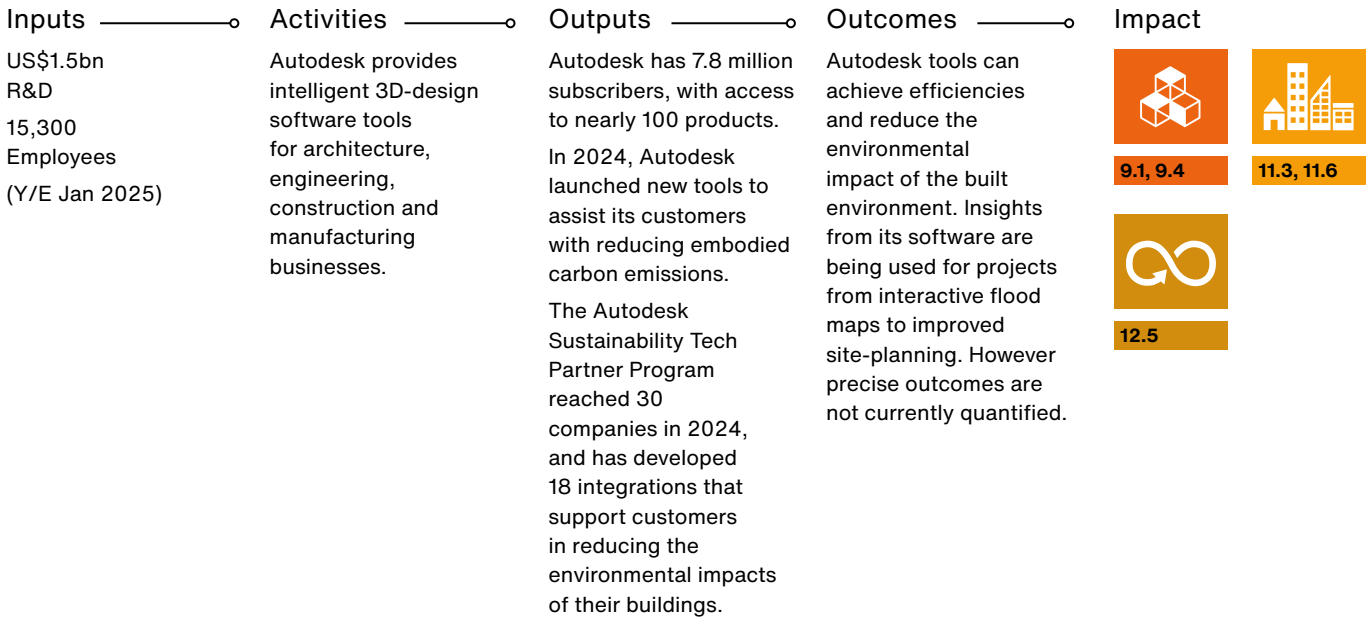 Inputs
US$1.5bn
R&D
15,300
Employees
(Y/E Jan 2025)
Activities
Autodesk provides
intelligent 3D-design
software tools
for architecture,
engineering,
construction and
manufacturing
businesses.
Outputs
Autodesk has 7.8 million
subscribers, with access
to nearly 100 products.
In 2024, Autodesk
launched new tools to
assist its customers
with reducing embodied
carbon emissions.
The Autodesk
Sustainability Tech
Partner Program
reached 30
companies in 2024,
and has developed
18 integrations that
support customers
in reducing the
environmental impacts
of their buildings.
Outcomes
Autodesk tools can
achieve efficiencies
and reduce the
environmental
impact of the built
environment. Insights
from its software are
being used for projects
from interactive flood
maps to improved
site-planning. However
precise outcomes are
not currently quantified.
Impact
9.1, 9.4
11.3, 11.6
12.5